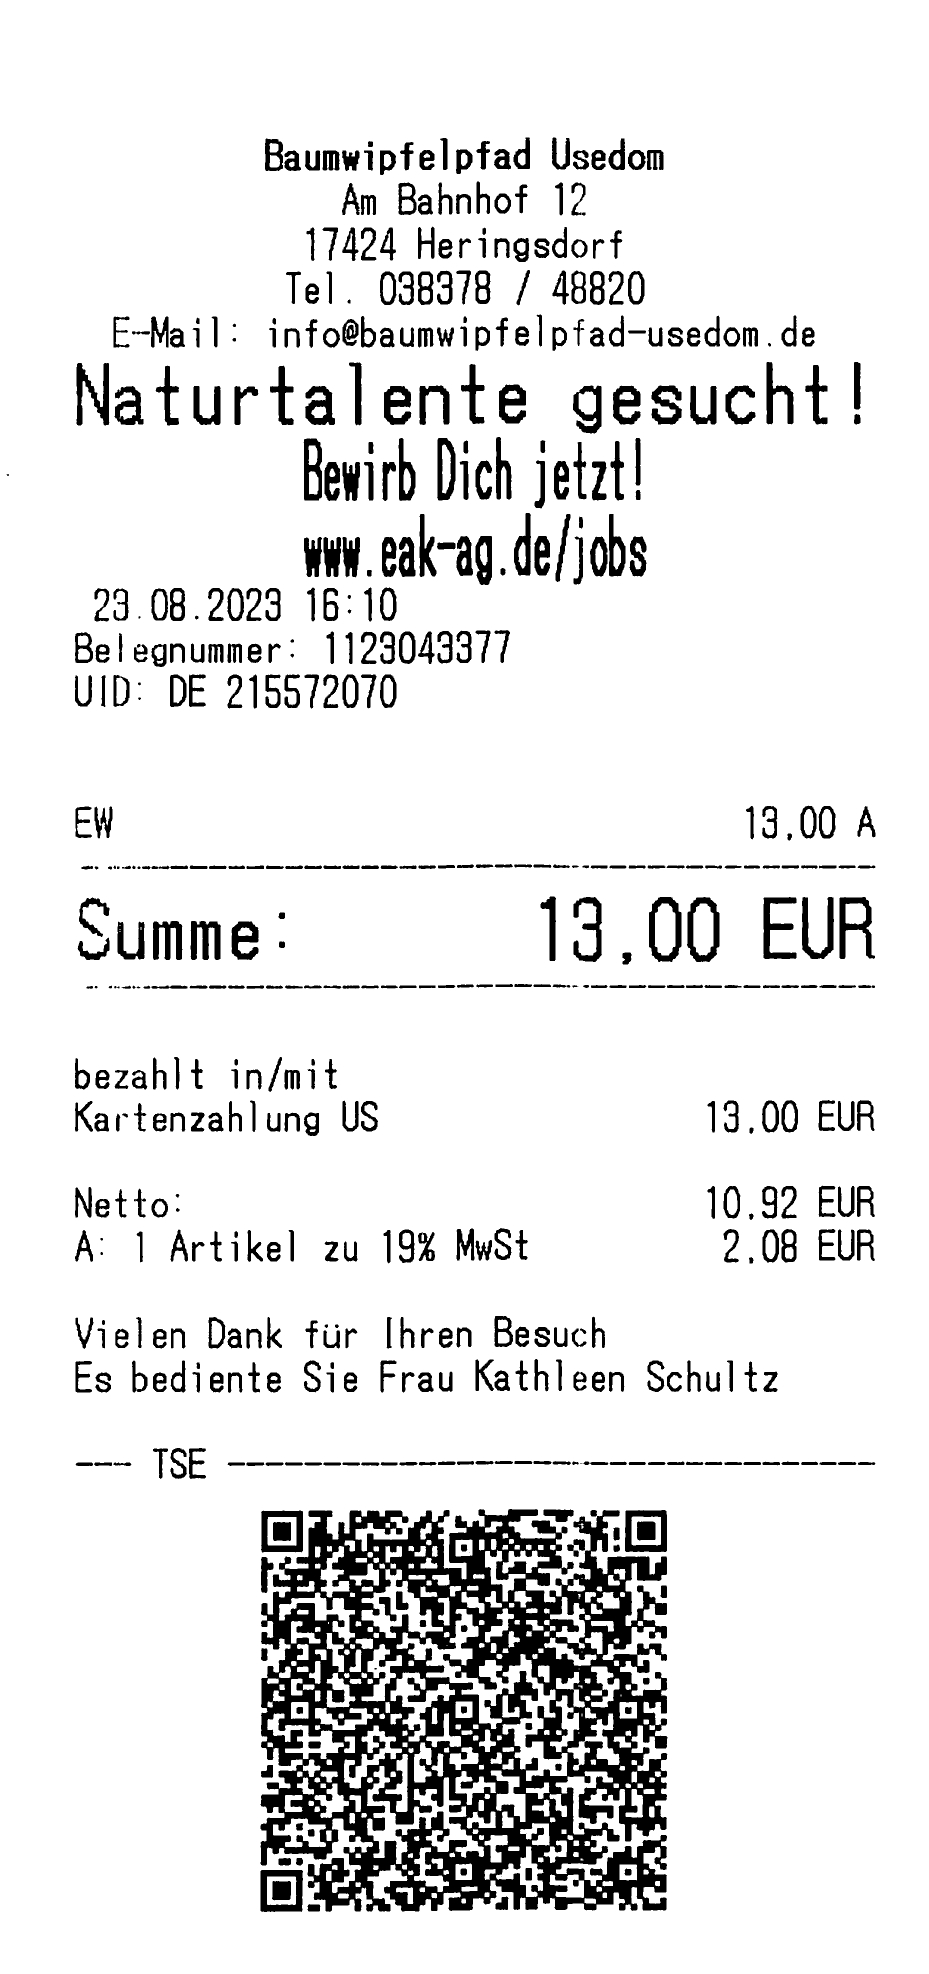 Baumwipfelpfad Usedom
Am Bahnhof 12
17424 Heringsdorf
Tel. 038378 / 48820
E-Mail: info@baumwipfelpfad-usedom.de
Naturtalente gesucht!
Bewirb Dich jetzt!
www.eak-ag.de/jobs
23.08.2023 16:10
Belegnummer: 1123043377
UID: DE 215572070
EW 13,00 A
Summe: 13,00 EUR
bezahlt in/mit
Kartenzahlung US 13,00 EUR
Netto: 10,92 EUR
A: 1 Artikel zu 19% MwSt 2,08 EUR
Vielen Dank für Ihren Besuch
Es bediente Sie Frau Kathleen Schultz
--- TSE ----------------------------------